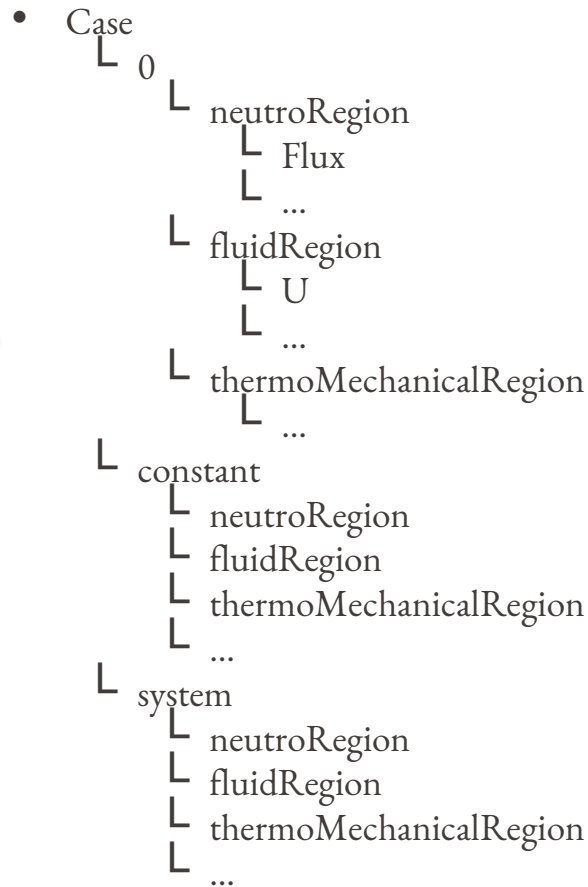 • Case
└ 0
└ neutroRegion
└ Flux
└ ...
└ fluidRegion
└ U
└ ...
└ thermoMechanicalRegion
└ ...
└ constant
└ neutroRegion
└ fluidRegion
└ thermoMechanicalRegion
└ ...
└ system
└ neutroRegion
└ fluidRegion
└ thermoMechanicalRegion
└ ...